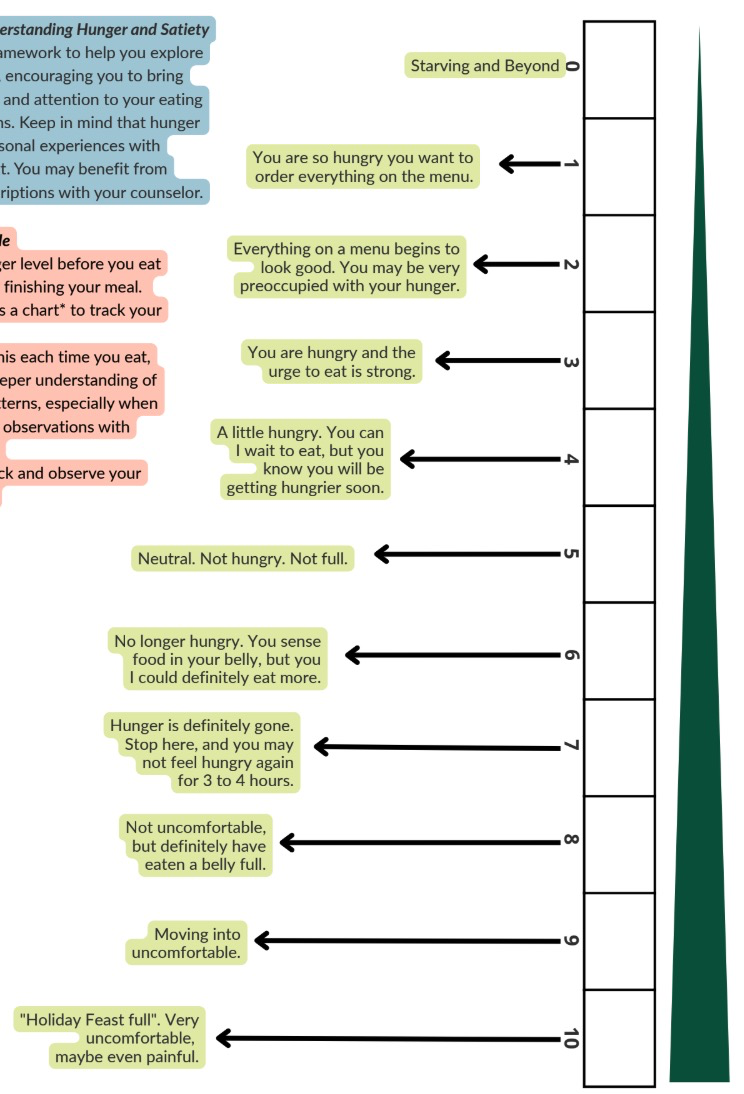 erstanding Hunger and Satiety
amework to help you explore
encouraging you to bring
and attention to your eating
ns. Keep in mind that hunger
sonal experiences with
t. You may benefit from
riptions with your counselor.
le
ger level before you eat
finishing your meal.
s a chart* to track your
his each time you eat,
eper understanding of
tterns, especially when
observations with
ck and observe your
Starving and Beyond
0
You are so hungry you want to
order everything on the menu.
1
Everything on a menu begins to
look good. You may be very
preoccupied with your hunger.
2
You are hungry and the
urge to eat is strong.
3
A little hungry. You can
I wait to eat, but you
know you will be
getting hungrier soon.
4
Neutral. Not hungry. Not full.
5
No longer hungry. You sense
food in your belly, but you
I could definitely eat more.
6
Hunger is definitely gone.
Stop here, and you may
not feel hungry again
for 3 to 4 hours.
7
Not uncomfortable,
but definitely have
eaten a belly full.
8
Moving into
uncomfortable.
9
"Holiday Feast full". Very
uncomfortable,
maybe even painful.
10